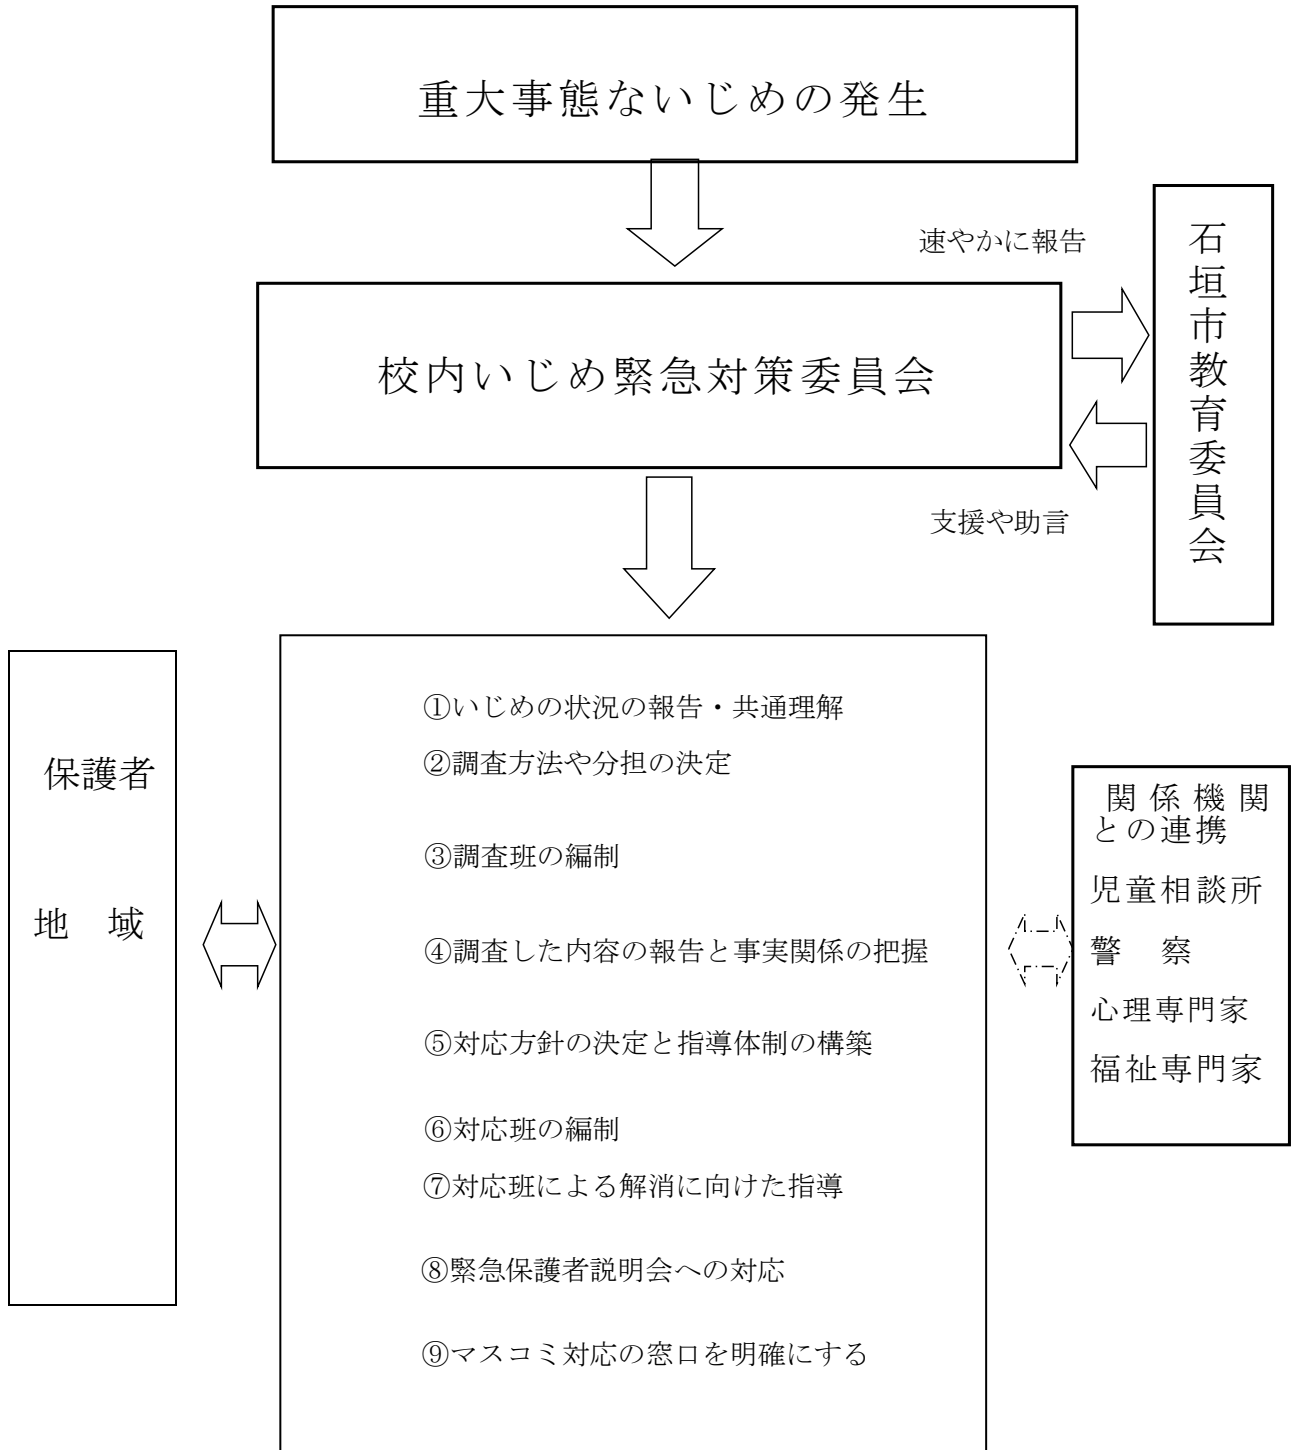 重大事態ないじめの発生
速やかに報告
石垣市教育委員会
校内いじめ緊急対策委員会
支援や助言
保護者
地　域
①いじめの状況の報告・共通理解
②調査方法や分担の決定
③調査班の編制
④調査した内容の報告と事実関係の把握
⑤対応方針の決定と指導体制の構築
⑥対応班の編制
⑦対応班による解消に向けた指導
⑧緊急保護者説明会への対応
⑨マスコミ対応の窓口を明確にする
関係機関
との連携
児童相談所
警　察
心理専門家
福祉専門家